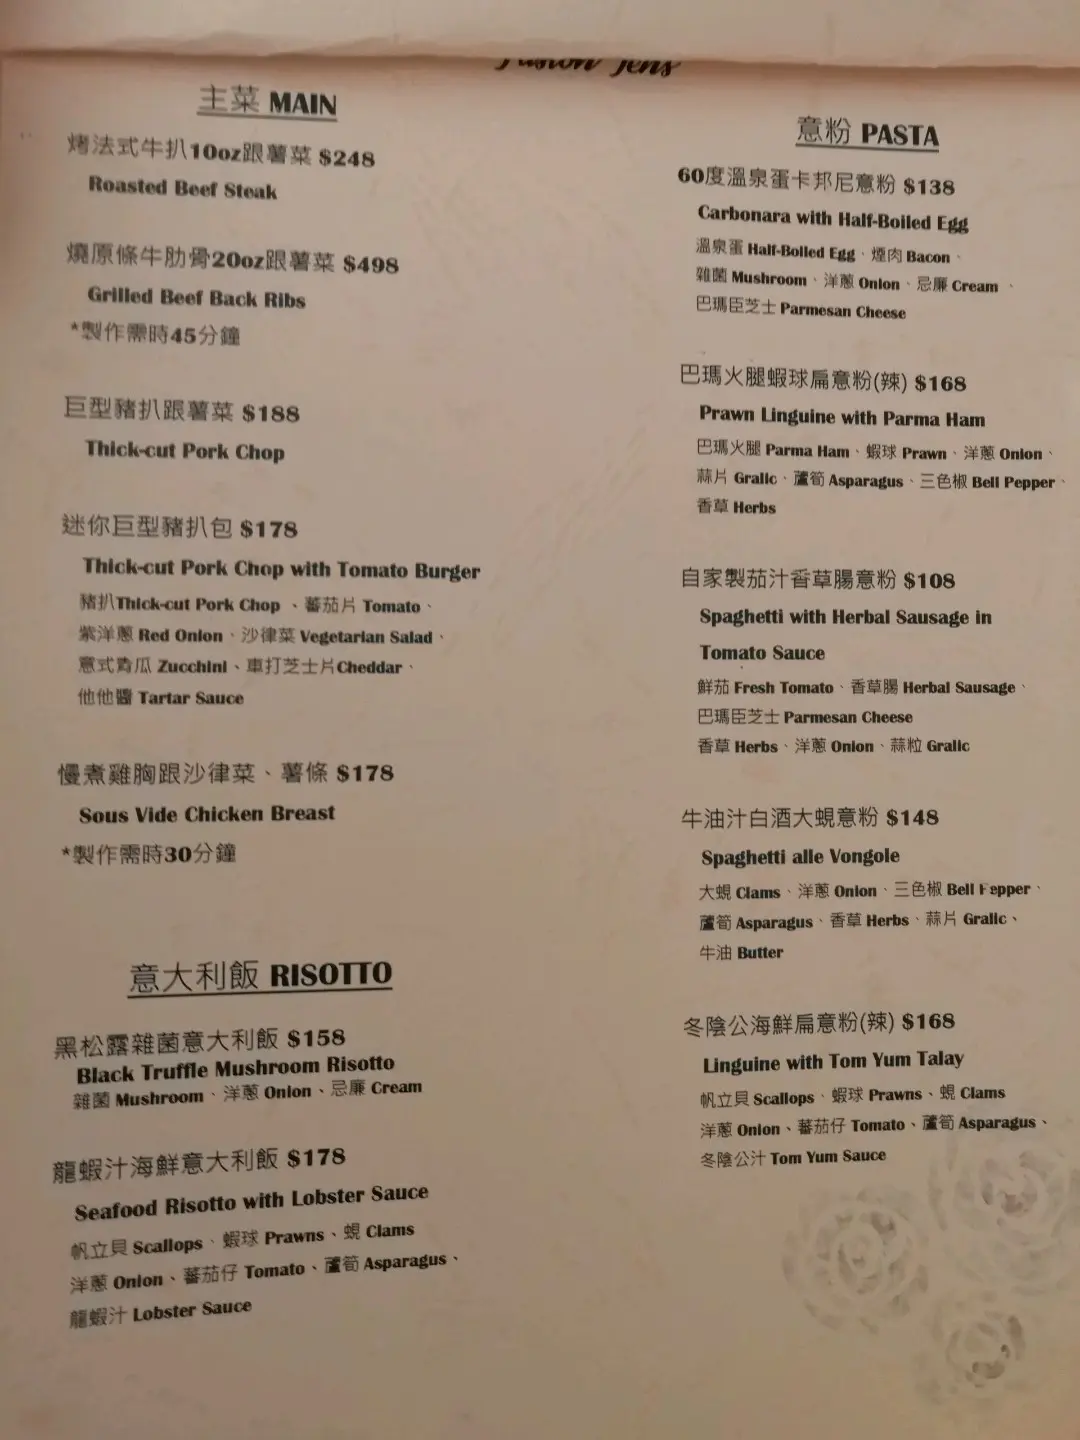 主菜 MAIN
烤法式牛扒10oz跟薯菜 $248
Roasted Beef Steak
燒原條牛肋骨20oz跟薯菜 $498
Grilled Beef Back Ribs
*製作需時45分鐘
巨型豬扒跟薯菜 $188
Thick-cut Pork Chop
迷你巨型豬扒包 $178
Thick-cut Pork Chop with Tomato Burger
豬扒Thick-cut Pork Chop 、蕃茄片 Tomato、
紫洋蔥 Red Onion、沙律菜 Vegetarian Salad、
意式青瓜 Zucchini、車打芝士片Cheddar、
他他醬 Tartar Sauce
慢煮雞胸跟沙律菜、薯條 $178
Sous Vide Chicken Breast
*製作需時30分鐘
意大利飯 RISOTTO
黑松露雜菌意大利飯 $158
Black Truffle Mushroom Risotto
雜菌 Mushroom、洋蔥 Onion、忌廉 Cream
龍蝦汁海鮮意大利飯 $178
Seafood Risotto with Lobster Sauce
帆立貝 Scallops、蝦球 Prawns、蜆 Clams
洋蔥 Onion、蕃茄仔 Tomato、蘆筍 Asparagus、
龍蝦汁 Lobster Sauce
意粉 PASTA
60度溫泉蛋卡邦尼意粉 $138
Carbonara with Half-Boiled Egg
溫泉蛋 Half-Boiled Egg、煙肉 Bacon、
雜菌 Mushroom、洋蔥 Onion、忌廉 Cream 、
巴瑪臣芝士 Parmesan Cheese
巴瑪火腿蝦球扁意粉(辣) $168
Prawn Linguine with Parma Ham
巴瑪火腿 Parma Ham、蝦球 Prawn、洋蔥 Onion、
蒜片 Gralic、蘆筍 Asparagus、三色椒 Bell Pepper、
香草 Herbs
自家製茄汁香草腸意粉 $108
Spaghetti with Herbal Sausage in
Tomato Sauce
鮮茄 Fresh Tomato、香草腸 Herbal Sausage、
巴瑪臣芝士 Parmesan Cheese
香草 Herbs、洋蔥 Onion、蒜粒 Gralic
牛油汁白酒大蜆意粉 $148
Spaghetti alle Vongole
大蜆 Clams、洋蔥 Onion、三色椒 Bell Pepper、
蘆筍 Asparagus、香草 Herbs、蒜片 Gralic、
牛油 Butter
冬陰公海鮮扁意粉(辣) $168
Linguine with Tom Yum Talay
帆立貝 Scallops、蝦球 Prawns、蜆 Clams
洋蔥 Onion、蕃茄仔 Tomato、蘆筍 Asparagus、
冬陰公汁 Tom Yum Sauce